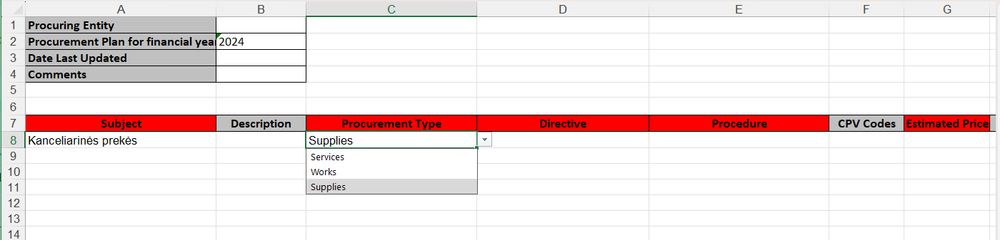 A B C D E F G
1 Procuring Entity
2 Procurement Plan for financial yea 2024
3 Date Last Updated
4 Comments
5
6
7 Subject Description Procurement Type Directive Procedure CPV Codes Estimated Price
8 Kanceliarinės prekės Supplies
9 Services
10 Works
11 Supplies
12
13
14